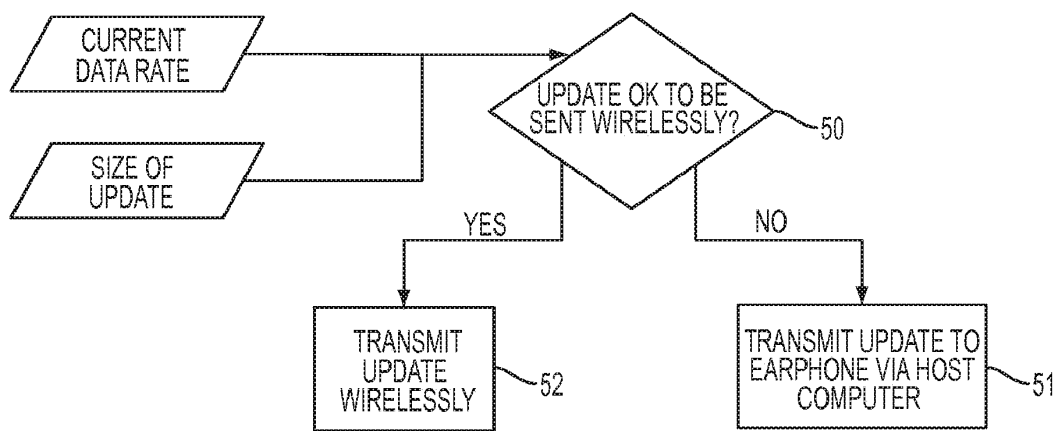 CURRENT
DATA RATE
UPDATE OK TO BE
SENT WIRELESSLY?
50
SIZE OF
UPDATE
YES
NO
TRANSMIT
UPDATE
WIRELESSLY
52
TRANSMIT UPDATE TO
EARPHONE VIA HOST
COMPUTER
51